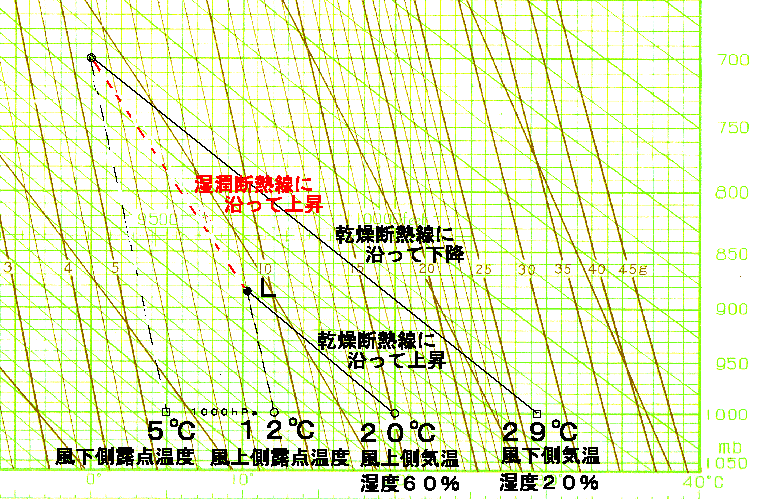 700
750
湿潤断熱線に
沿って上昇
800
500
乾燥断熱線に
沿って下降
850
3 4 5 10 20 25 30 35 40 45g
L
900
乾燥断熱線に
沿って上昇
950
1000hPa
1000
5℃ 12℃ 20℃ 29℃
風下側露点温度 風上側露点温度 風上側気温 風下側気温
湿度60% 湿度20%
mb
1050
0° 10° 40℃